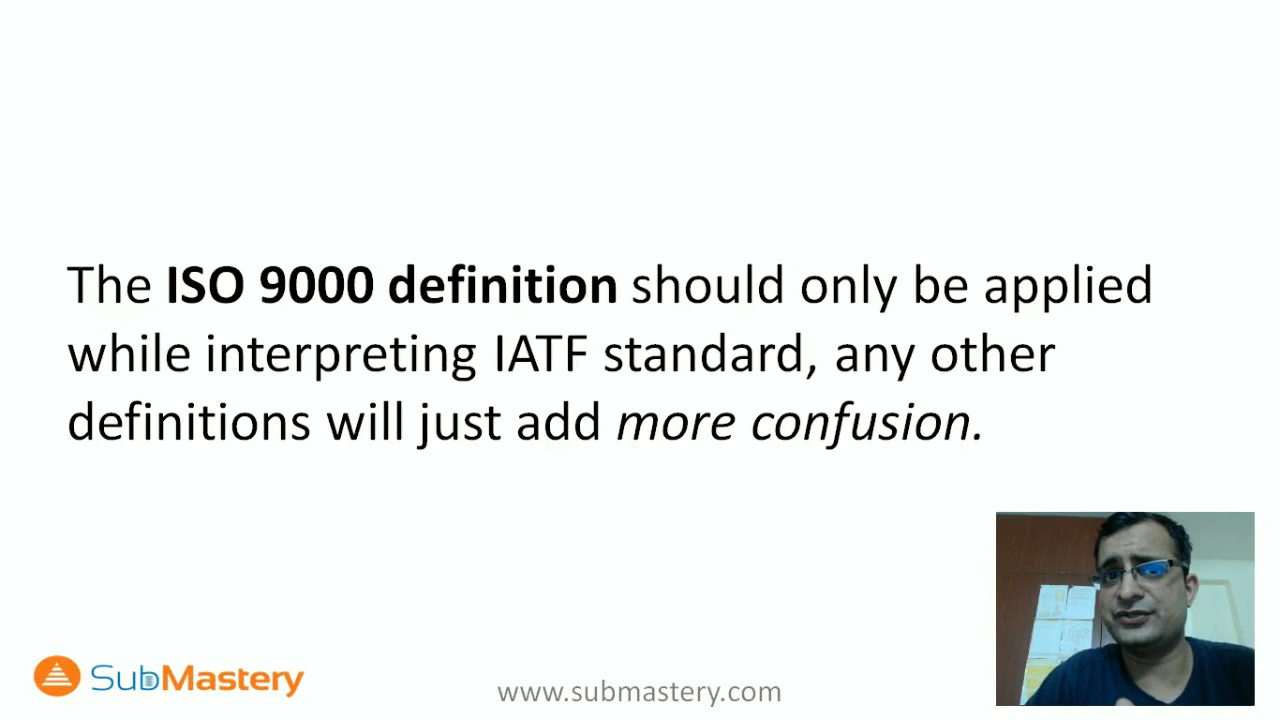 The ISO 9000 definition should only be applied
while interpreting IATF standard, any other
definitions will just add more confusion.
SubMastery
www.submastery.com